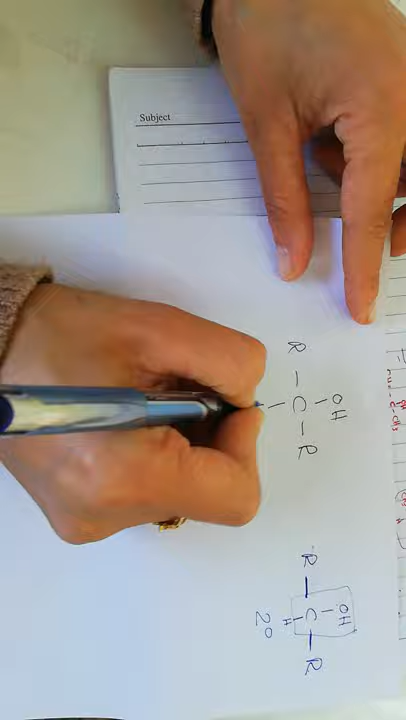 Subject
OH
|
R – C – R
|
OH
|
R – C – R
|
H
2°